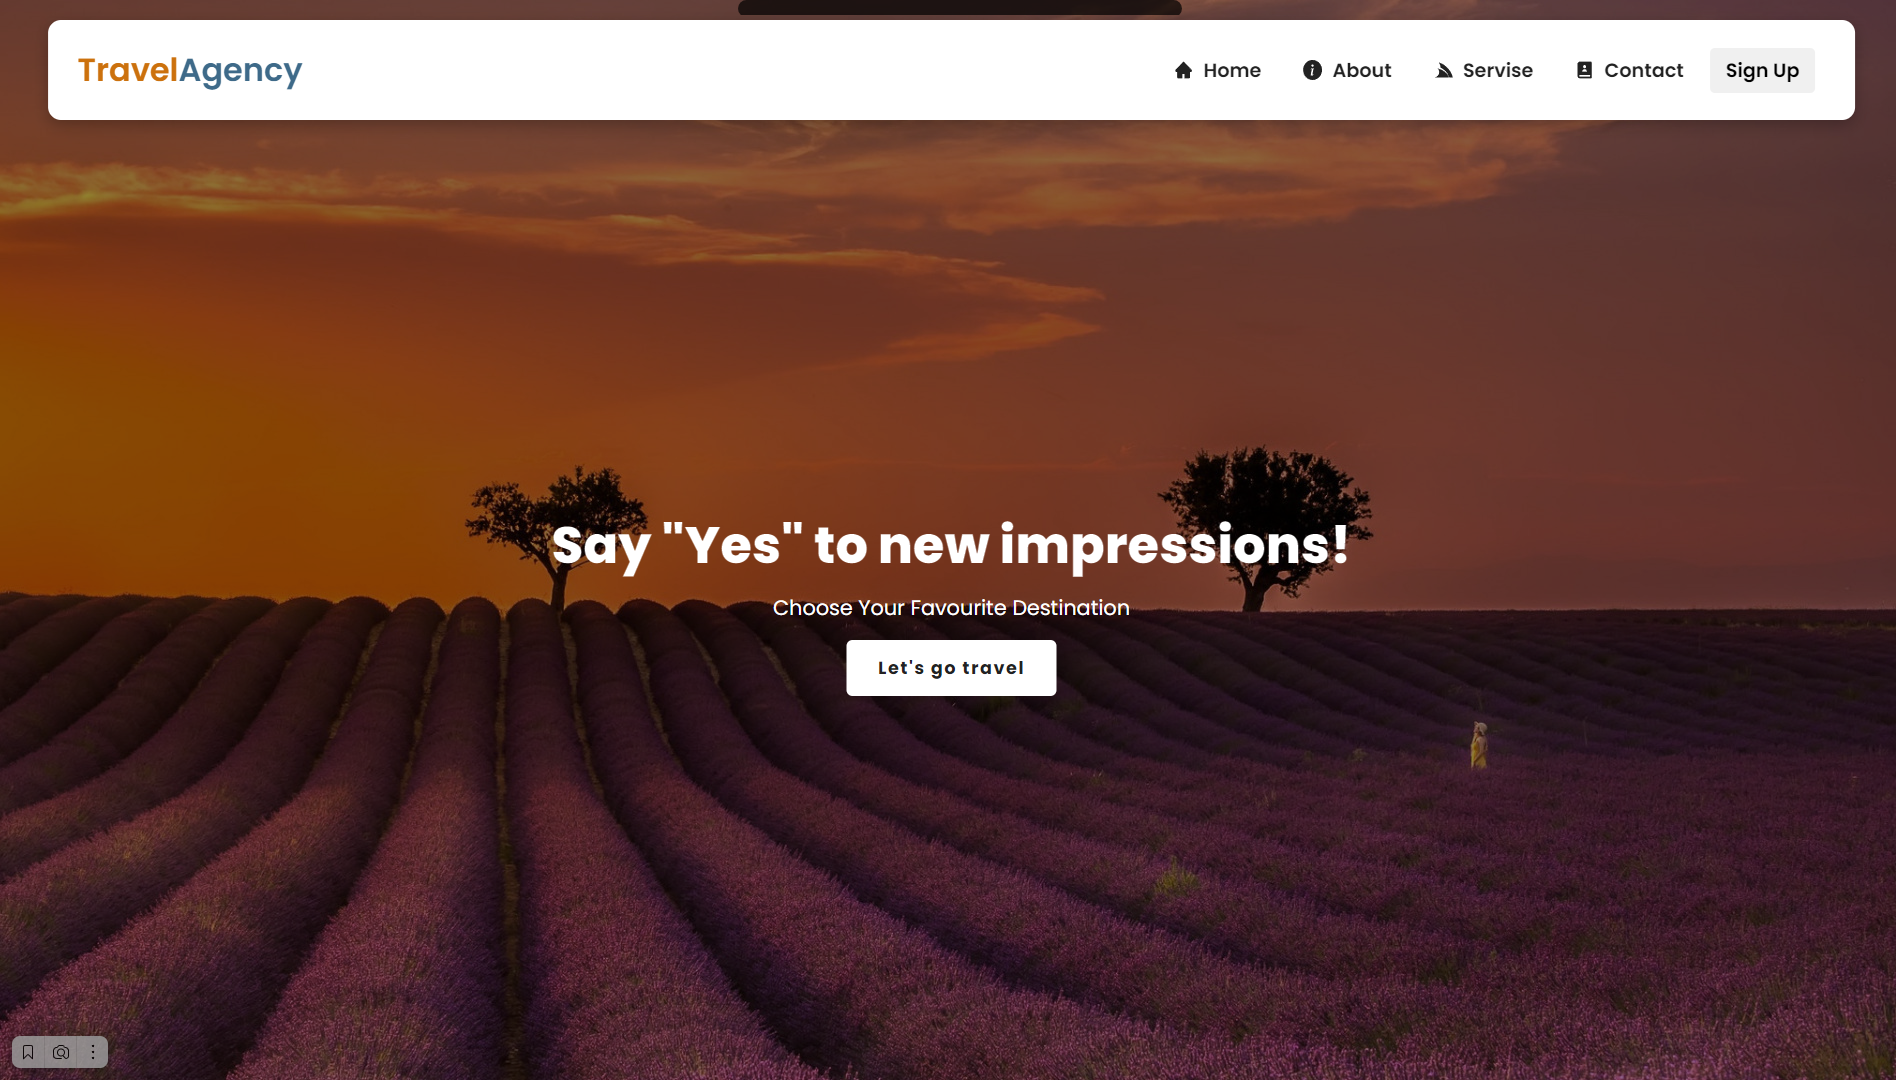 TravelAgency
Home About Servise Contact Sign Up
Say "Yes" to new impressions!
Choose Your Favourite Destination
Let's go travel